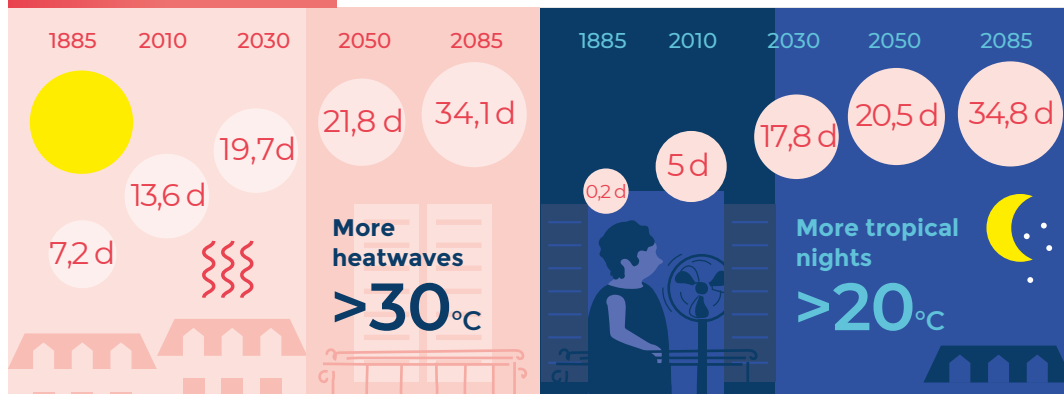 1885 2010 2030 2050 2085
7,2 d 13,6 d 19,7d 21,8 d 34,1 d
More
heatwaves
>30°C
1885 2010 2030 2050 2085
0,2 d 5 d 17,8 d 20,5 d 34,8 d
More tropical
nights
>20°C